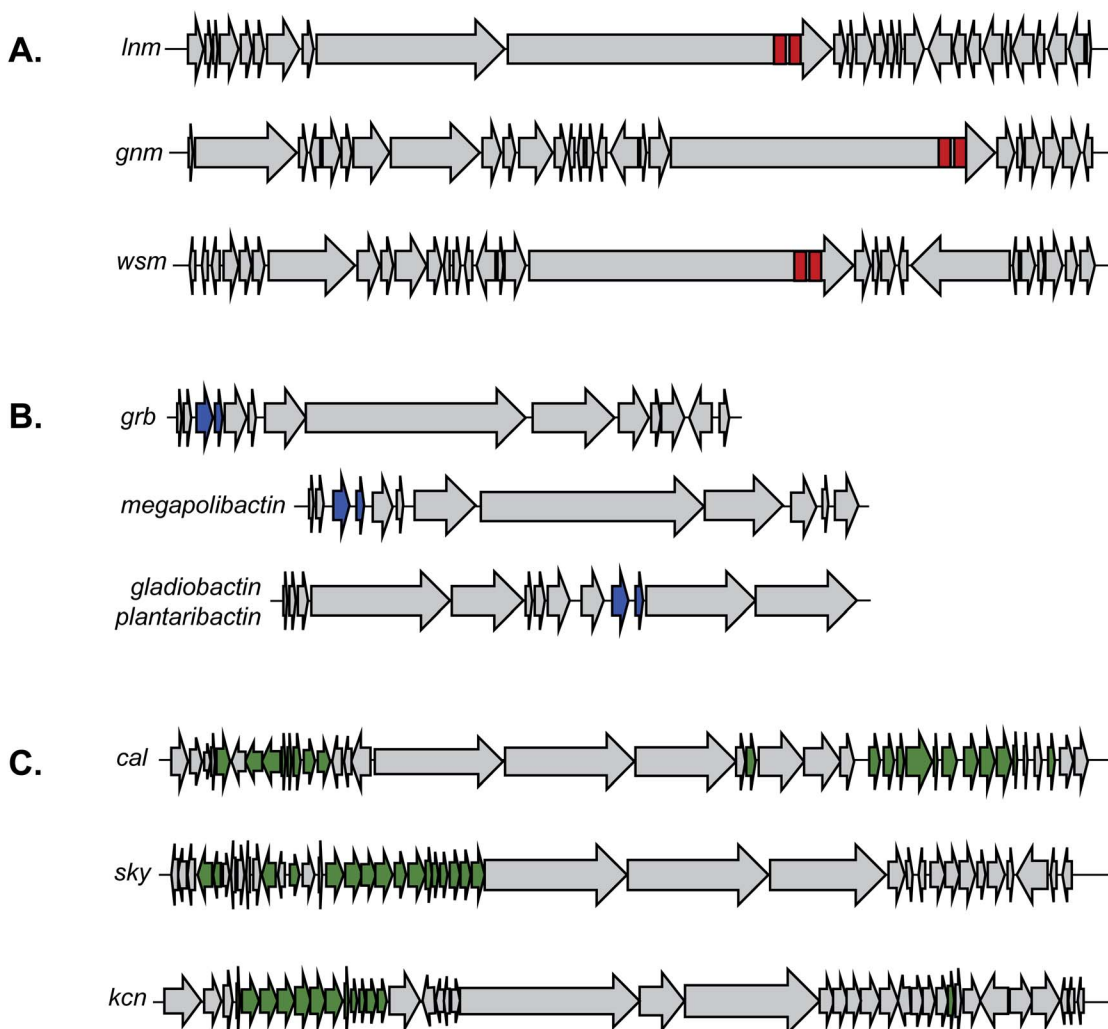 A.
lnm
gnm
wsm
B.
grb
megapolibactin
gladiobactin
plantaribactin
C.
cal
sky
kcn